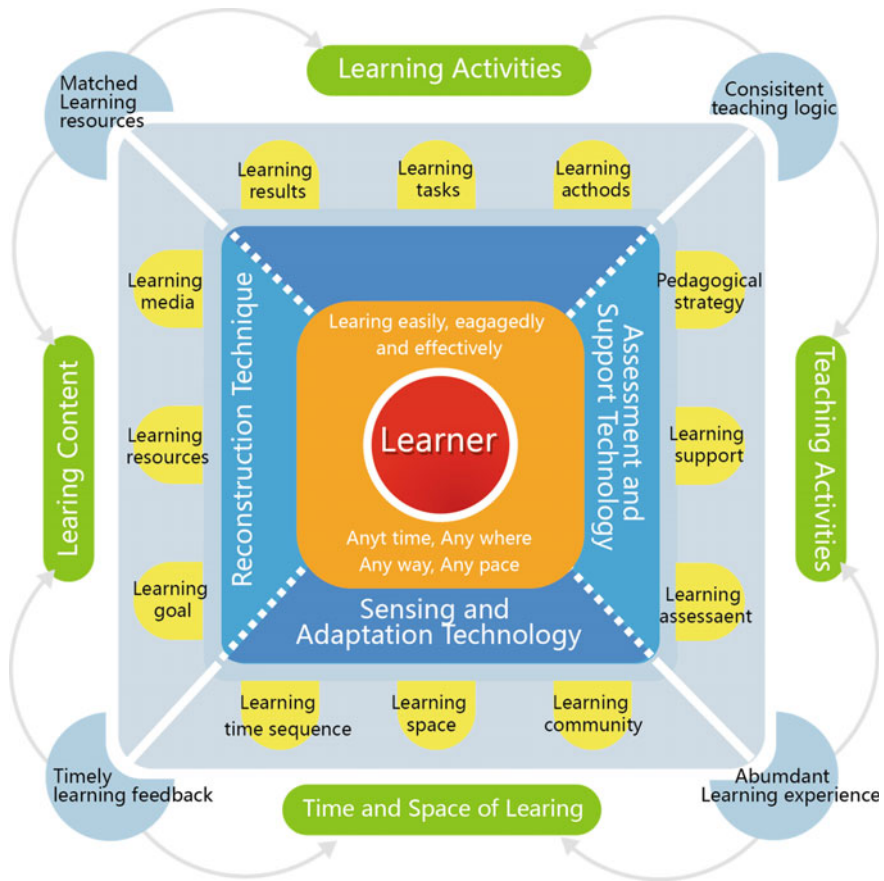 Matched
Learning
resources
Learning Activities
Consisitent
teaching logic
Learning
results
Learning
tasks
Learning
acthods
Learning
media
Pedagogical
strategy
Learing easily, eagagedly
and effectively
Reconstruction Technique
Assessment and
Support Technology
Learing Content
Teaching Activities
Learning
resources
Learner
Learning
support
Anyt time, Any where
Any way, Any pace
Learning
goal
Learning
assessaent
Sensing and
Adaptation Technology
Learning
time sequence
Learning
space
Learning
community
Timely
learning feedback
Time and Space of Learing
Abumdant
Learning experience